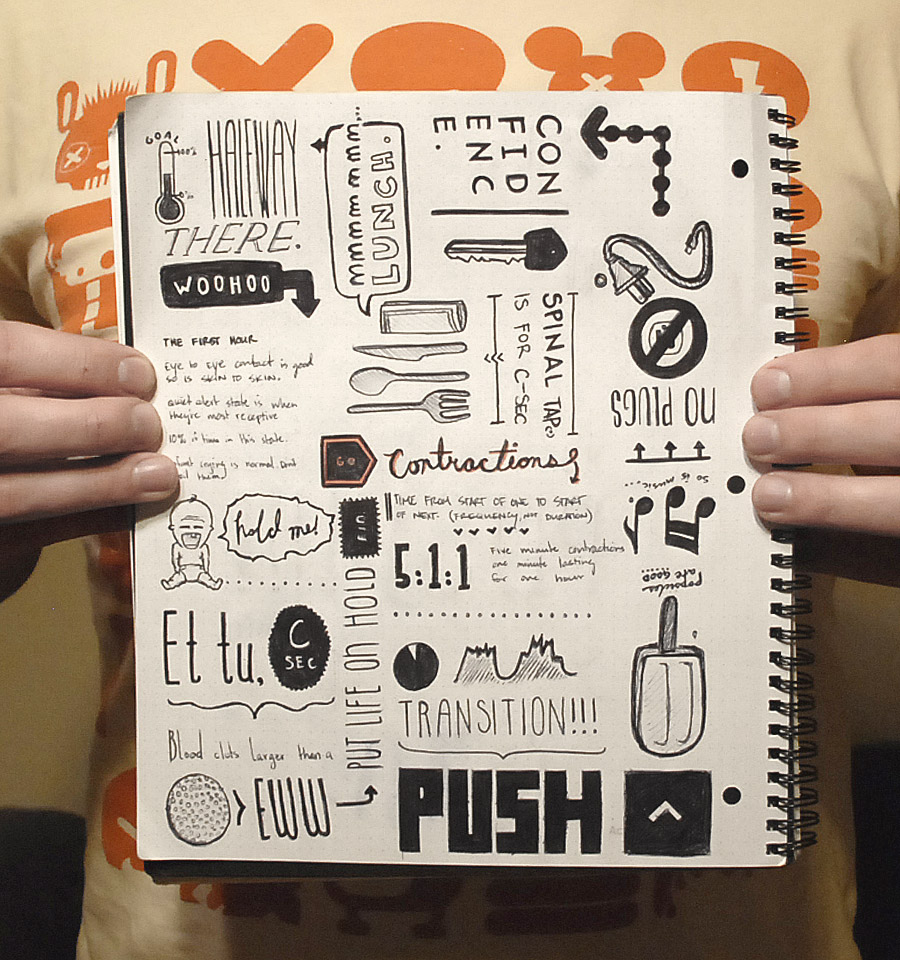 GOAL
100%
0%
HALFWAY
THERE.
WOOHOO
mmmmmmm...
LUNCH.
CON
FID
ENC
E.
SPINAL TAP
IS FOR C-SEC
NO PLUGS
THE FIRST HOUR
Eye to eye contact is good
so is SKIN TO SKIN.
quiet alert state is when
they're most receptive
10% of time in this state.
crying is normal. Dont
them!
GO
Contractions
TIME FROM START OF ONE TO START
OF NEXT. (FREQUENCY, NOT DURATION)
5:1:1
Five minute contractions
one minute lasting
for one hour
So is music...
popsicles
are good...
hold me!
PUT LIFE ON HOLD
Et tu,
C
SEC
TRANSITION!!!
Blood clots larger than a
> EWW
PUSH